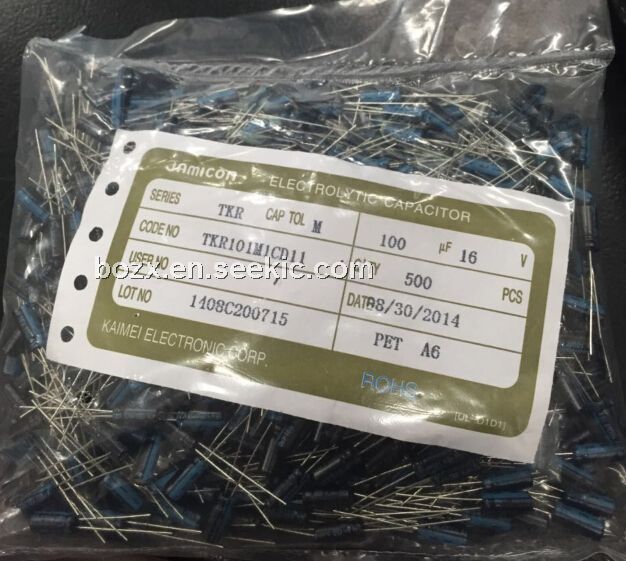 JAMICON ELECTROLYTIC CAPACITOR
SERIES TKR CAP TOL M 100 µF 16 V
CODE NO TKR101M1CD11 500 PCS
USER NO /
DATE 08/30/2014
LOT NO 1408C200715 PET A6
KAIMEI ELECTRONIC CORP. ROHS
bozx.en.seekic.com